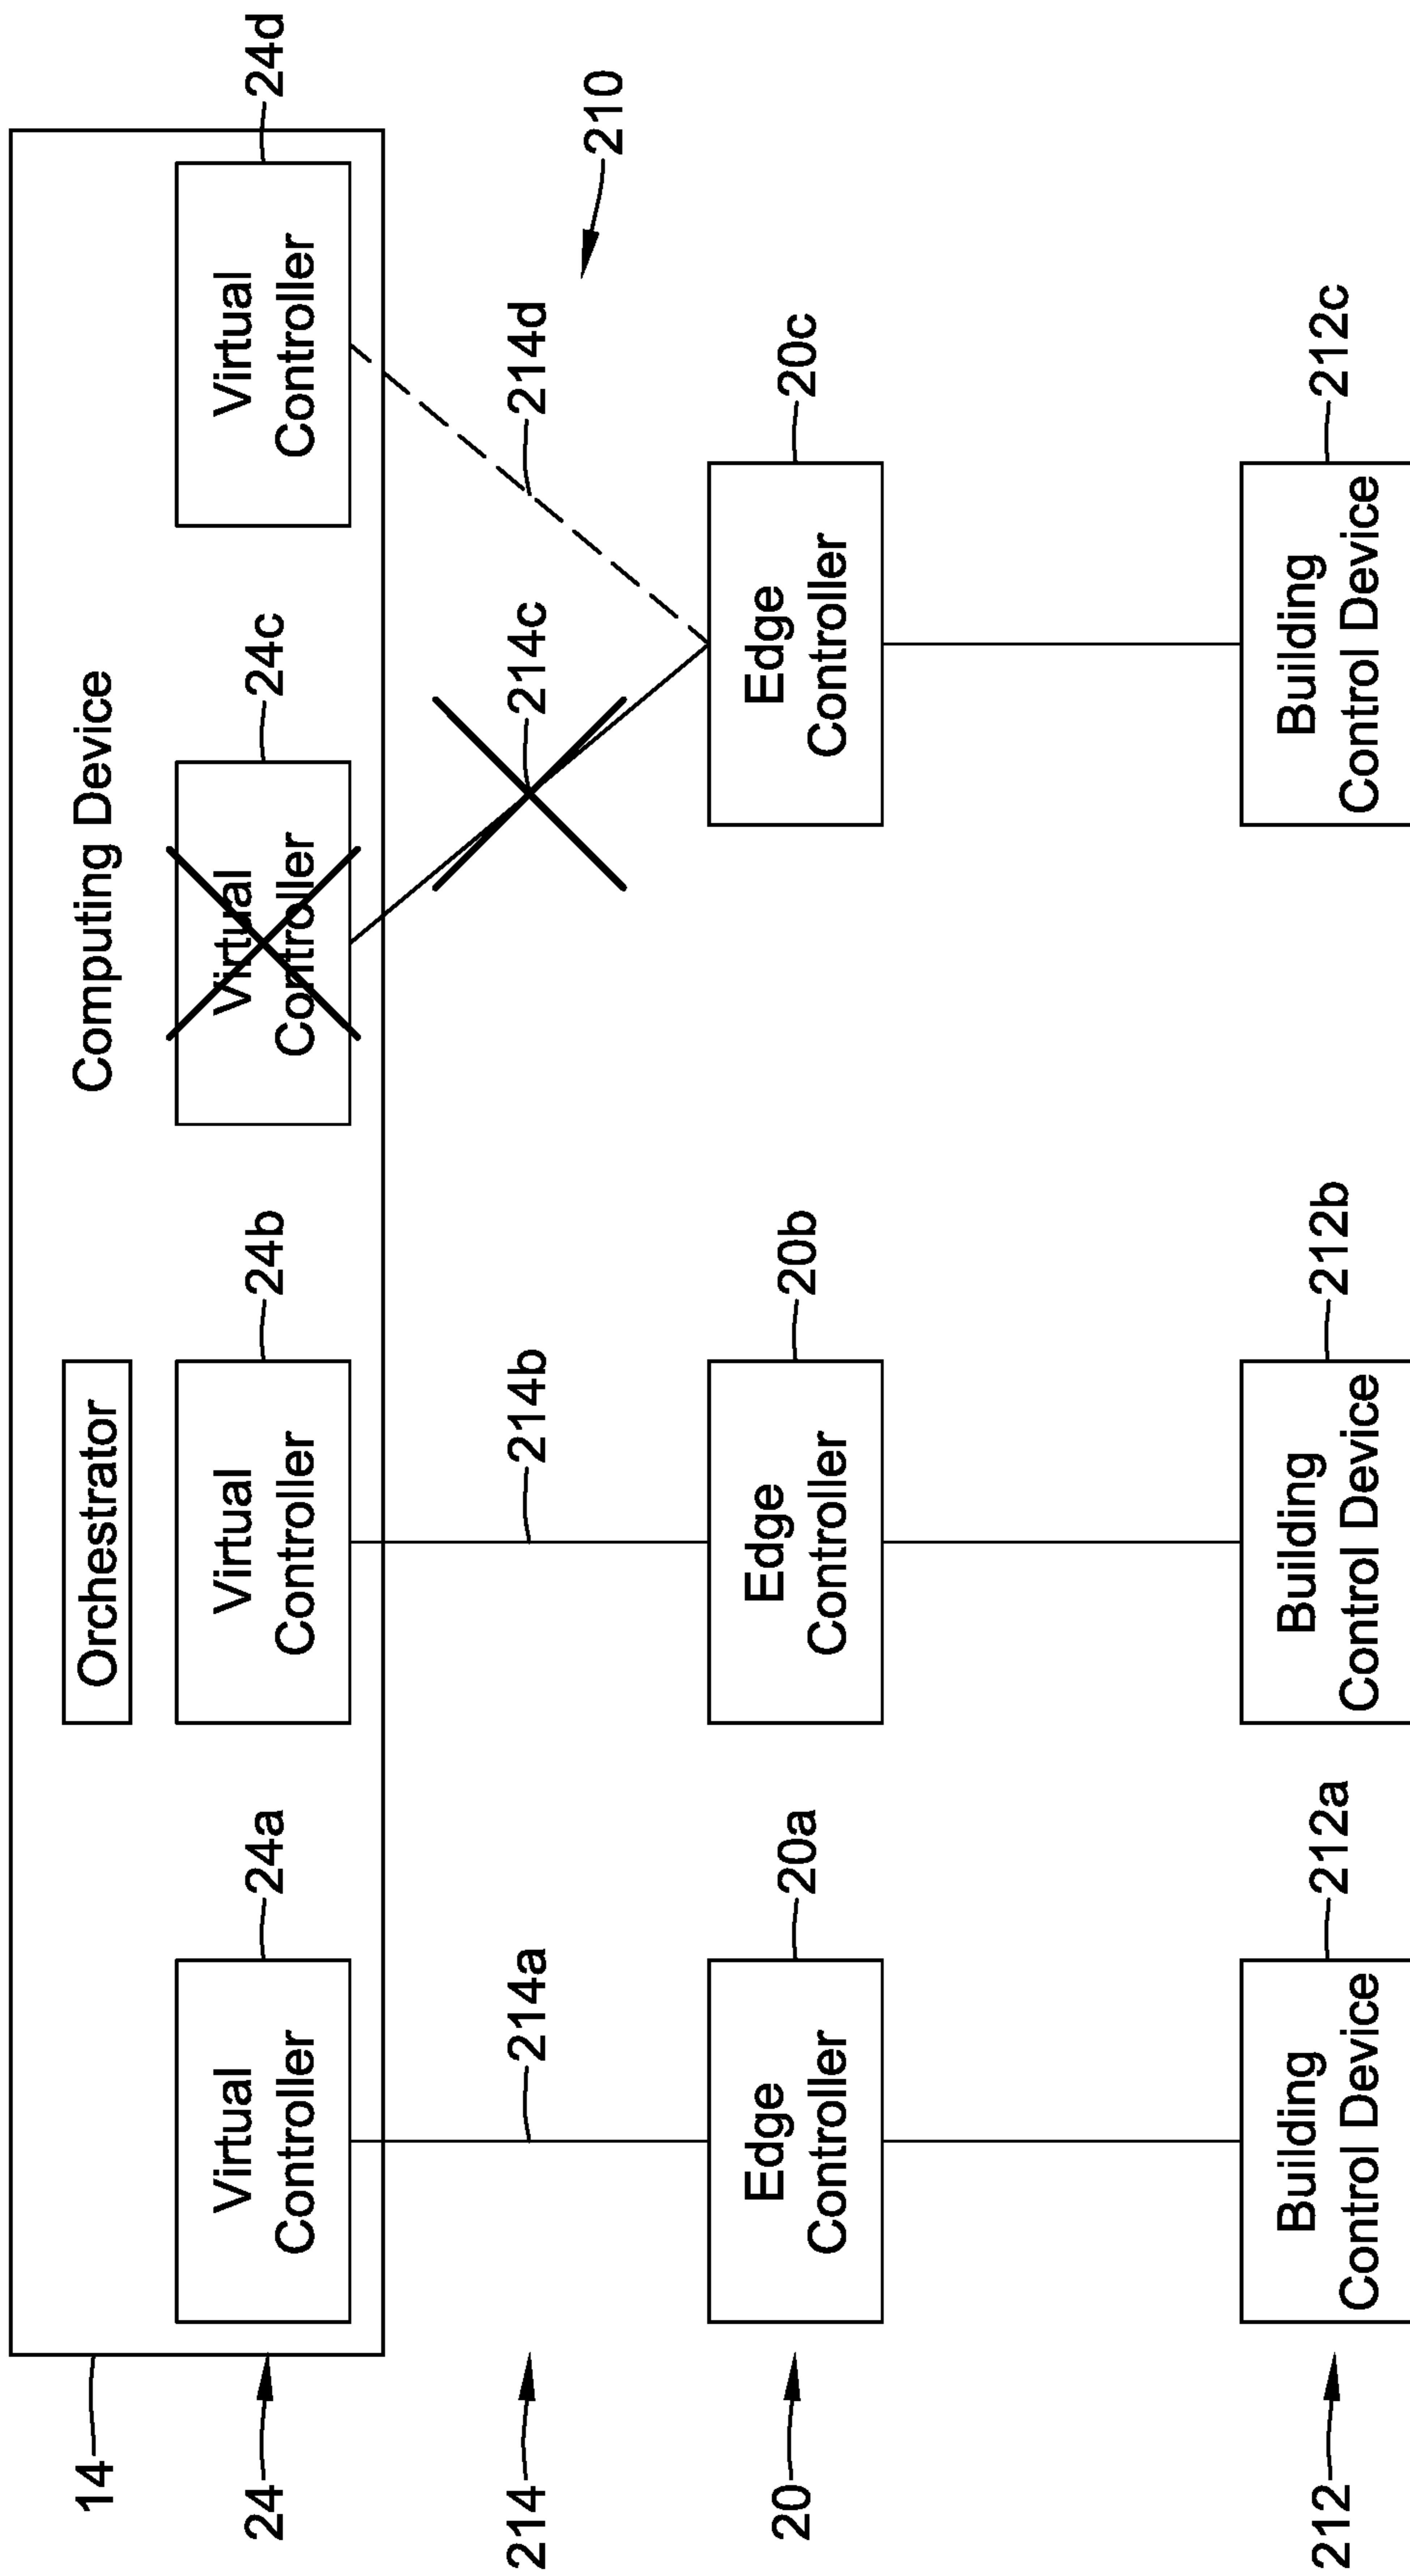 14
Orchestrator
Computing Device
24
Virtual
Controller
24a
Virtual
Controller
24b
Virtual
Controller
24c
Virtual
Controller
24d
214
214a
214b
214c
214d
210
20
Edge
Controller
20a
Edge
Controller
20b
Edge
Controller
20c
212
Building
Control Device
212a
Building
Control Device
212b
Building
Control Device
212c